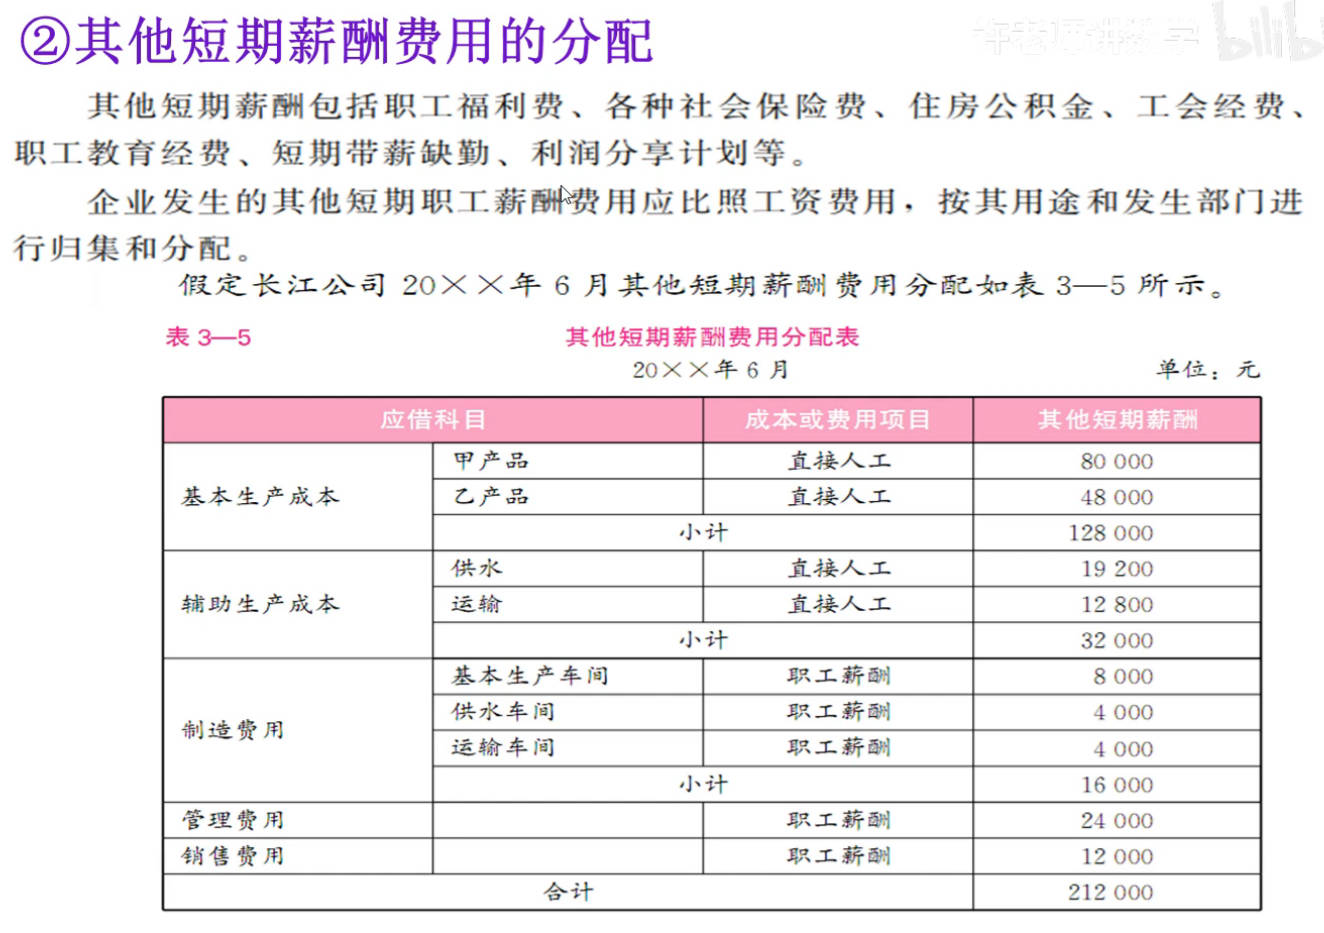 ②其他短期薪酬费用的分配
许老师讲数学 bilibili
其他短期薪酬包括职工福利费、各种社会保险费、住房公积金、工会经费、
职工教育经费、短期带薪缺勤、利润分享计划等。
企业发生的其他短期职工薪酬费用应比照工资费用，按其用途和发生部门进
行归集和分配。
假定长江公司 20××年 6 月其他短期薪酬费用分配如表 3—5 所示。
表 3—5 其他短期薪酬费用分配表
20××年 6 月 单位：元
应借科目 成本或费用项目 其他短期薪酬
基本生产成本 甲产品 直接人工 80 000
乙产品 直接人工 48 000
小计 128 000
辅助生产成本 供水 直接人工 19 200
运输 直接人工 12 800
小计 32 000
制造费用 基本生产车间 职工薪酬 8 000
供水车间 职工薪酬 4 000
运输车间 职工薪酬 4 000
小计 16 000
管理费用 职工薪酬 24 000
销售费用 职工薪酬 12 000
合计 212 000